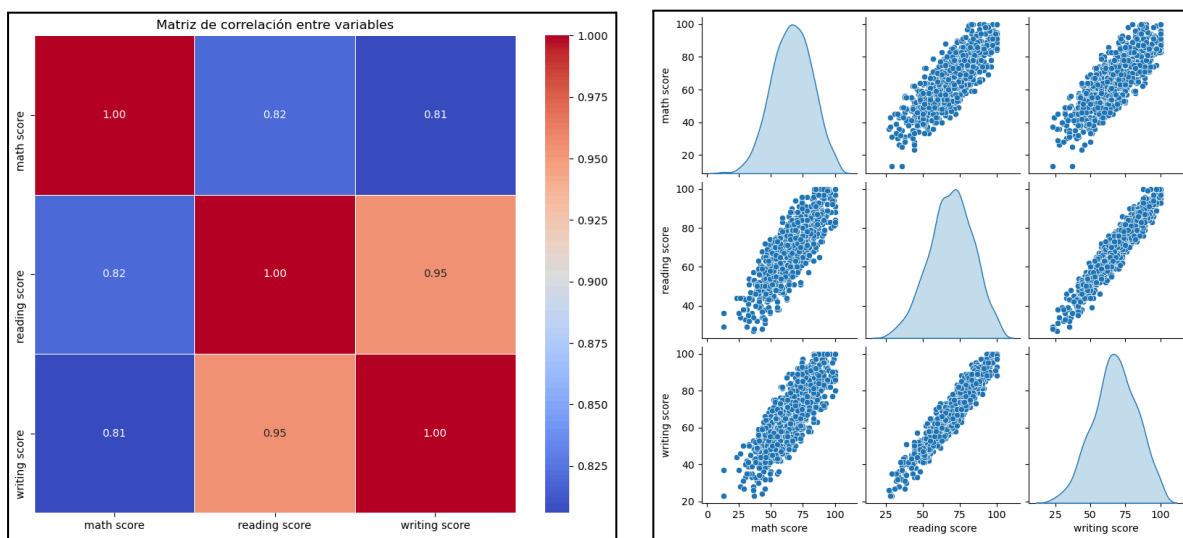 Matriz de correlación entre variables
math score
reading score
writing score
1.00 0.82 0.81
0.82 1.00 0.95
0.81 0.95 1.00
math score reading score writing score
1.000
0.975
0.950
0.925
0.900
0.875
0.850
0.825
math score
100
80
60
40
20
reading score
100
80
60
40
writing score
100
80
60
40
20
0 25 50 75 100 25 50 75 100 0 25 50 75 100
math score reading score writing score